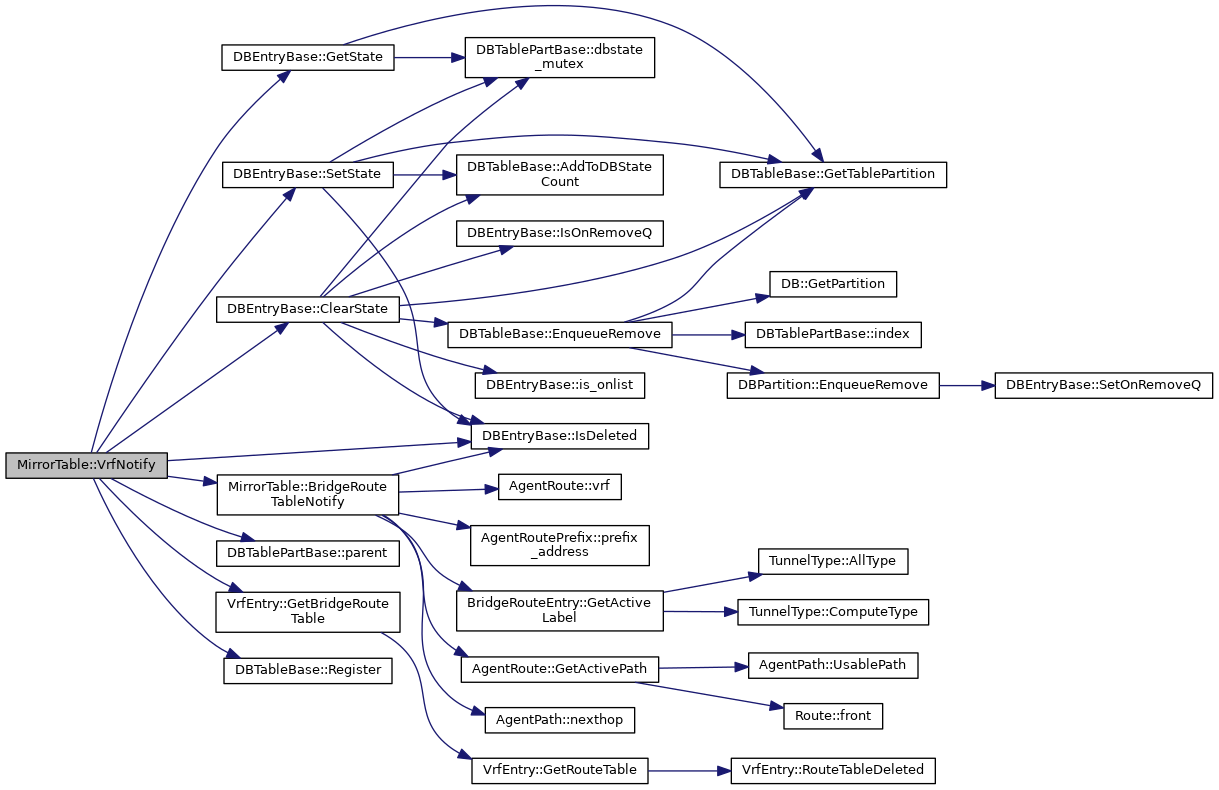 MirrorTable::VrfNotify
DBEntryBase::GetState
DBEntryBase::SetState
DBEntryBase::ClearState
MirrorTable::BridgeRoute
TableNotify
DBTablePartBase::parent
VrfEntry::GetBridgeRoute
Table
DBTableBase::Register
DBTablePartBase::dbstate
_mutex
DBTableBase::AddToDBState
Count
DBEntryBase::IsOnRemoveQ
DBTableBase::EnqueueRemove
DBEntryBase::is_onlist
DBEntryBase::IsDeleted
AgentRoute::vrf
AgentRoutePrefix::prefix
_address
BridgeRouteEntry::GetActive
Label
AgentRoute::GetActivePath
AgentPath::nexthop
VrfEntry::GetRouteTable
DBTableBase::GetTablePartition
DB::GetPartition
DBTablePartBase::index
DBPartition::EnqueueRemove
TunnelType::AllType
TunnelType::ComputeType
AgentPath::UsablePath
Route::front
VrfEntry::RouteTableDeleted
DBEntryBase::SetOnRemoveQ